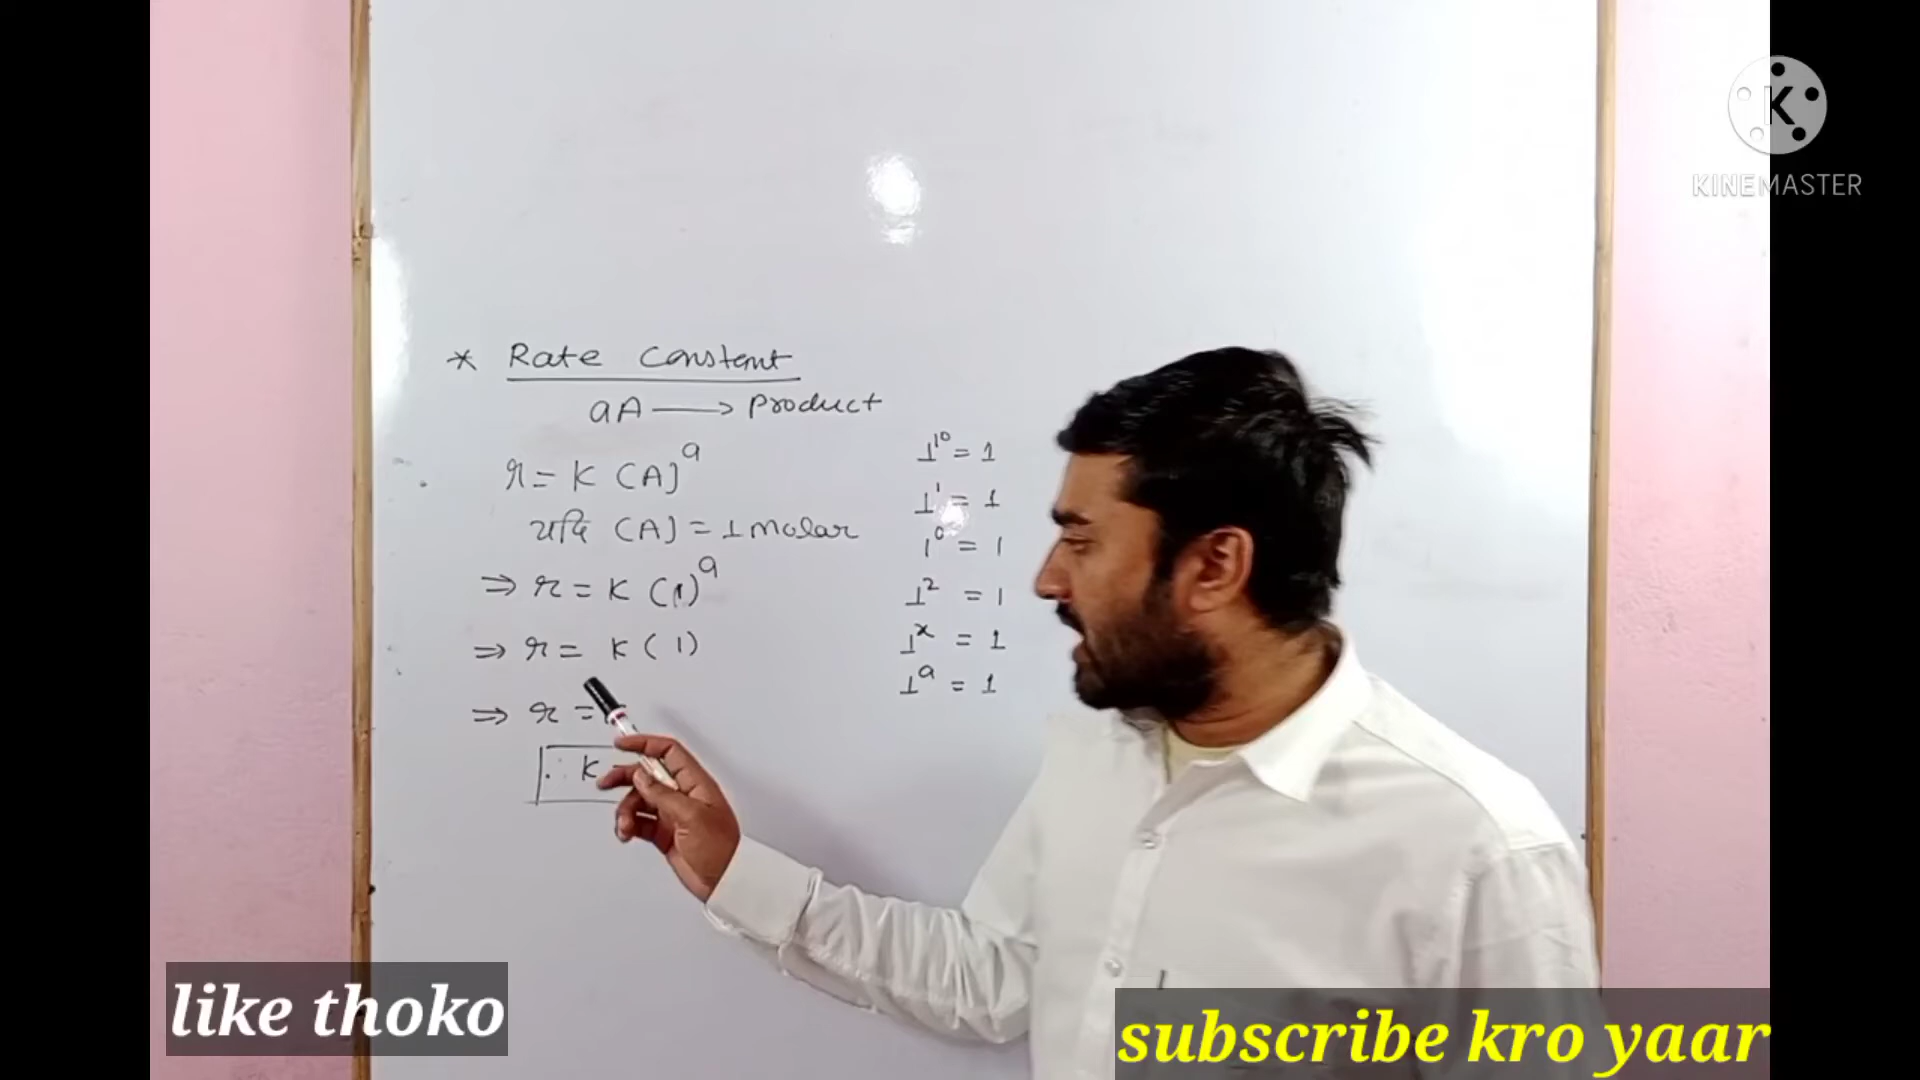 * Rate Constant
aA ⟶ Product
r = K (A]^a
यदि (A] = 1 Molar
⇒ r = K (1)^a
⇒ r = K (1)
⇒ r =
∴ K
1^10 = 1
1^1 = 1
1^0 = 1
1^2 = 1
1^x = 1
1^a = 1
K
KINEMASTER
like thoko
subscribe kro yaar